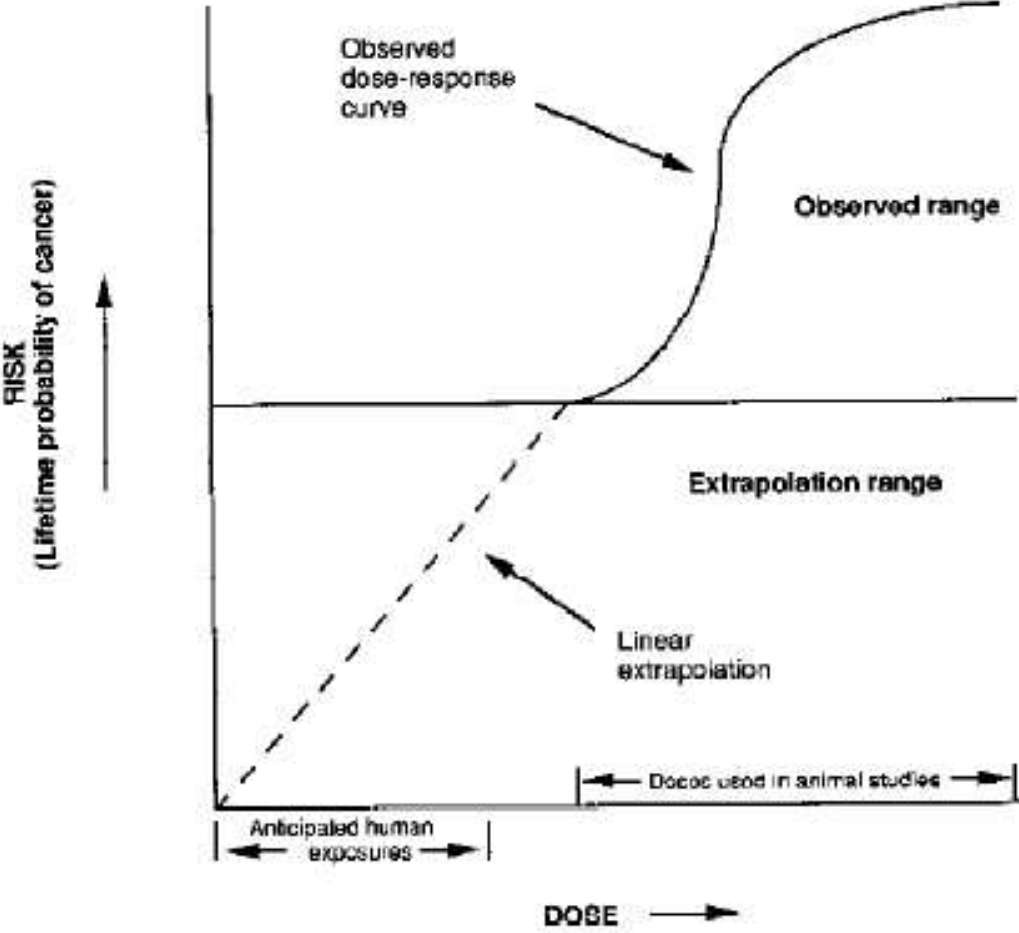 Observed
dose-response
curve
Observed range
RISK
(Lifetime probability of cancer)
Extrapolation range
Linear
extrapolation
Doses used in animal studies
Anticipated human
exposures
DOSE